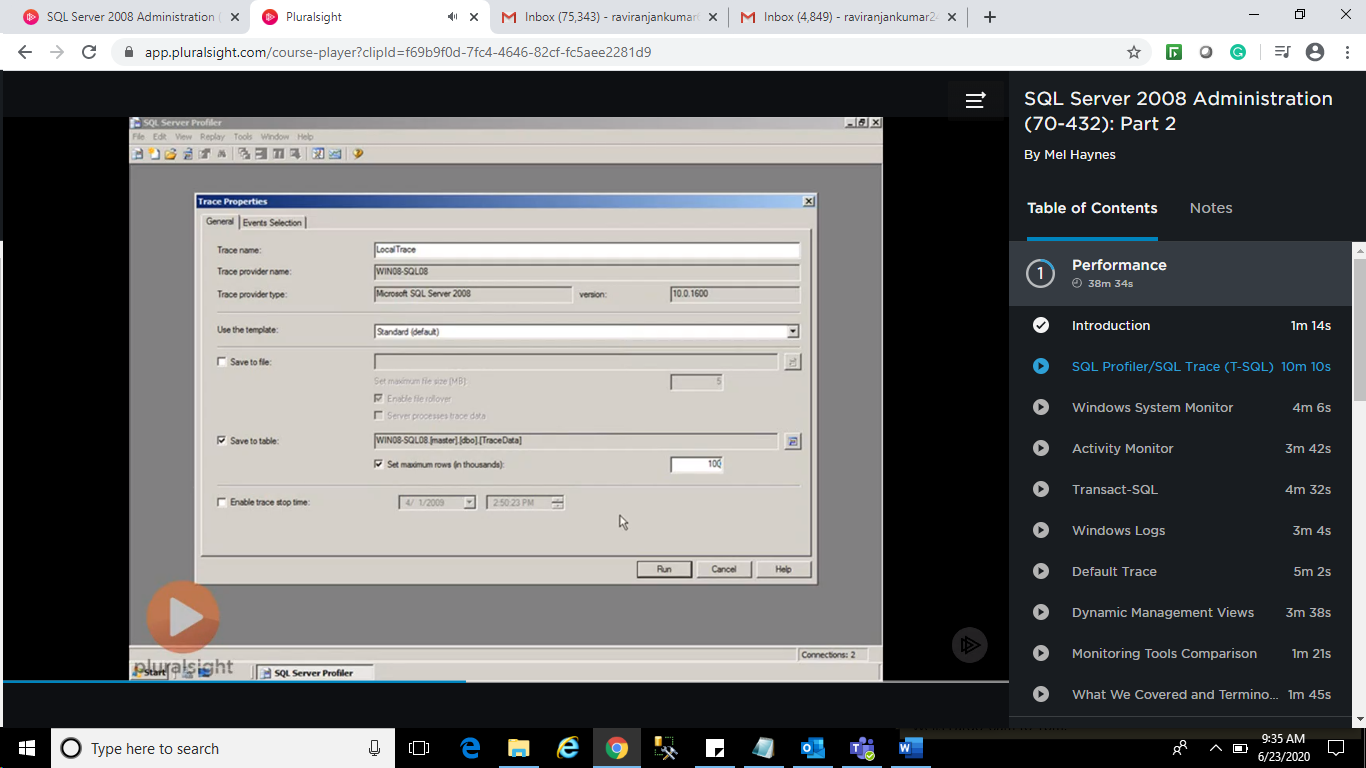 SQL Server 2008 Administration (
Pluralsight
Inbox (75,343) - raviranjankumar
Inbox (4,849) - raviranjankumar2
app.pluralsight.com/course-player?clipId=f69b9f0d-7fc4-4646-82cf-fc5aee2281d9
SQL Server Profiler
File Edit View Replay Tools Window Help
Trace Properties
General Events Selection
Trace name: LocalTrace
Trace provider name: WIN08-SQL08
Trace provider type: Microsoft SQL Server 2008 version: 10.0.1600
Use the template: Standard (default)
Save to file:
Set maximum file size (MB): 5
Enable file rollover
Server processes trace data
Save to table: WIN08-SQL08.[master].[dbo].[TraceData]
Set maximum rows (in thousands): 100
Enable trace stop time: 4/ 1/2009 2:50:23 PM
Run Cancel Help
Connections: 2
pluralsight
Start SQL Server Profiler
SQL Server 2008 Administration
(70-432): Part 2
By Mel Haynes
Table of Contents Notes
1 Performance
38m 34s
Introduction 1m 14s
SQL Profiler/SQL Trace (T-SQL) 10m 10s
Windows System Monitor 4m 6s
Activity Monitor 3m 42s
Transact-SQL 4m 32s
Windows Logs 3m 4s
Default Trace 5m 2s
Dynamic Management Views 3m 38s
Monitoring Tools Comparison 1m 21s
What We Covered and Termino... 1m 45s
Type here to search
9:35 AM
6/23/2020